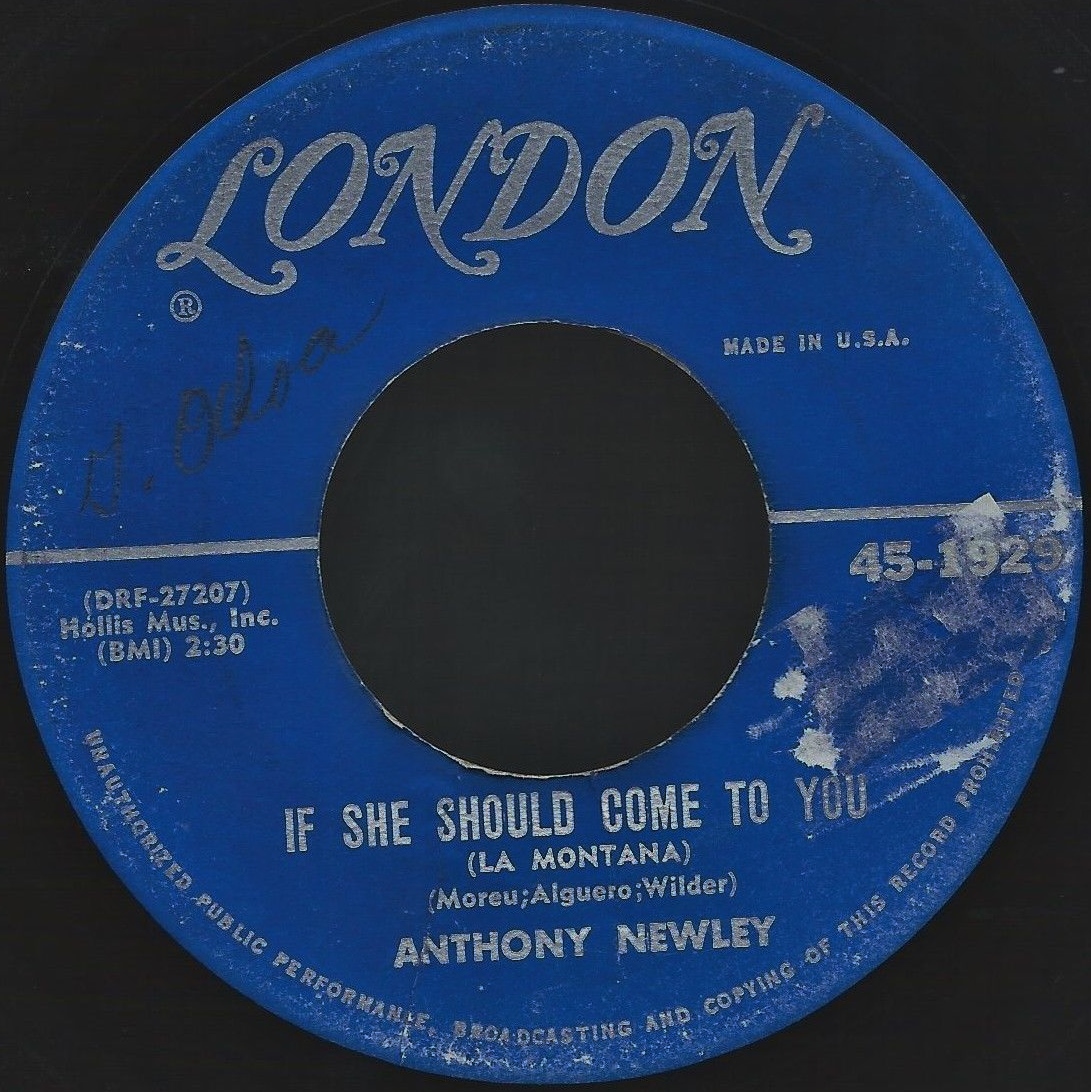 LONDON
®
MADE IN U.S.A.
45-1929
(DRF-27207)
Hollis Mus., Inc.
(BMI) 2:30
IF SHE SHOULD COME TO YOU
(LA MONTANA)
(Moreu;Alguero;Wilder)
ANTHONY NEWLEY
UNAUTHORIZED PUBLIC PERFORMANCE, BROADCASTING AND COPYING OF THIS RECORD PROHIBITED